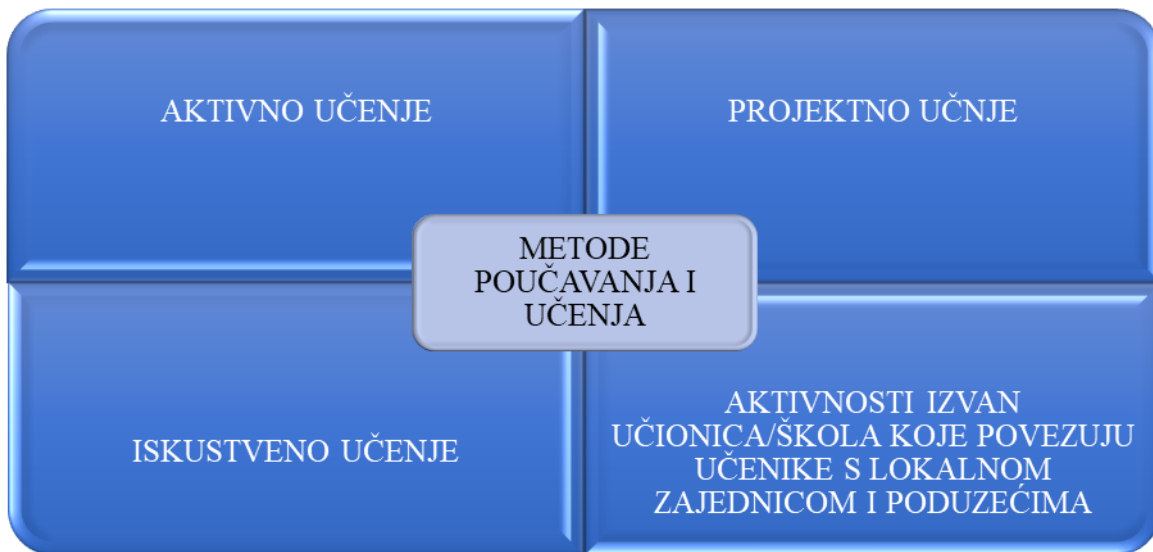 AKTIVNO UČENJE
PROJEKTNO UČNJE
METODE
POUČAVANJA I
UČENJA
ISKUSTVENO UČENJE
AKTIVNOSTI IZVAN
UČIONICA/ŠKOLA KOJE POVEZUJU
UČENIKE S LOKALNOM
ZAJEDNICOM I PODUZEĆIMA